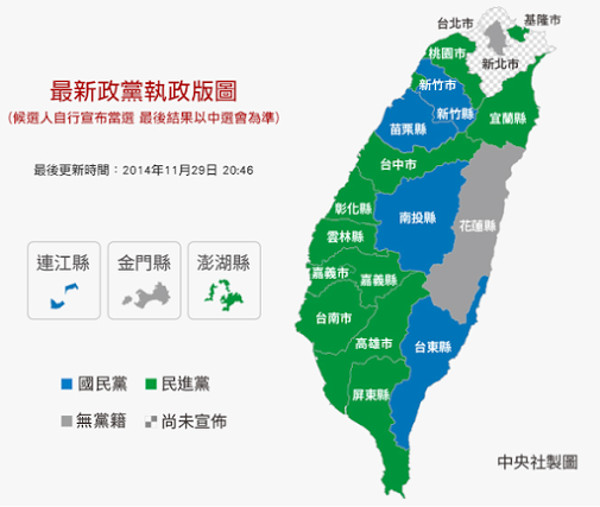 台北市
基隆市
新北市
桃園市
新竹市
新竹縣
宜蘭縣
苗栗縣
最新政黨執政版圖
(候選人自行宣布當選 最後結果以中選會為準)
最後更新時間：2014年11月29日 20:46
台中市
彰化縣
南投縣
花蓮縣
雲林縣
嘉義市
嘉義縣
連江縣
金門縣
澎湖縣
台南市
高雄市
台東縣
屏東縣
國民黨
民進黨
無黨籍
尚未宣佈
中央社製圖